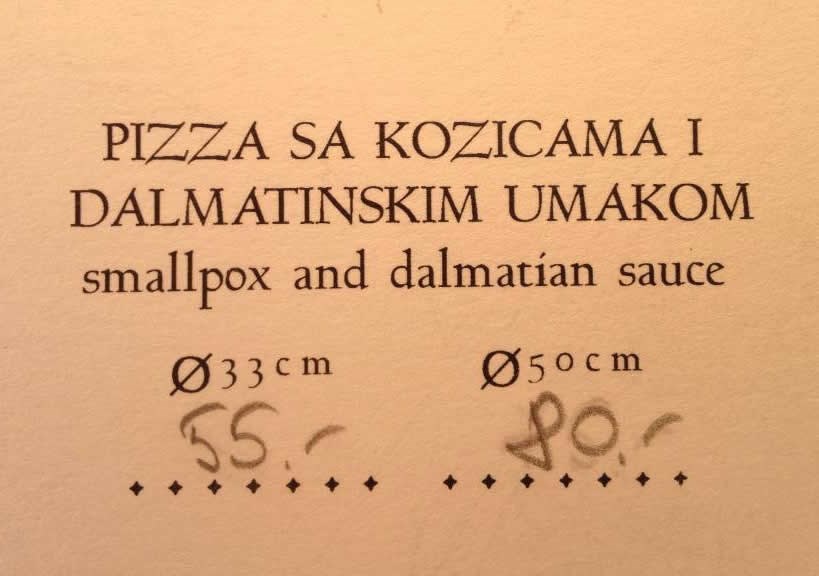 PIZZA SA KOZICAMA I
DALMATINSKIM UMAKOM
smallpox and dalmatian sauce
Ø33cm Ø50cm
55.- 80.-